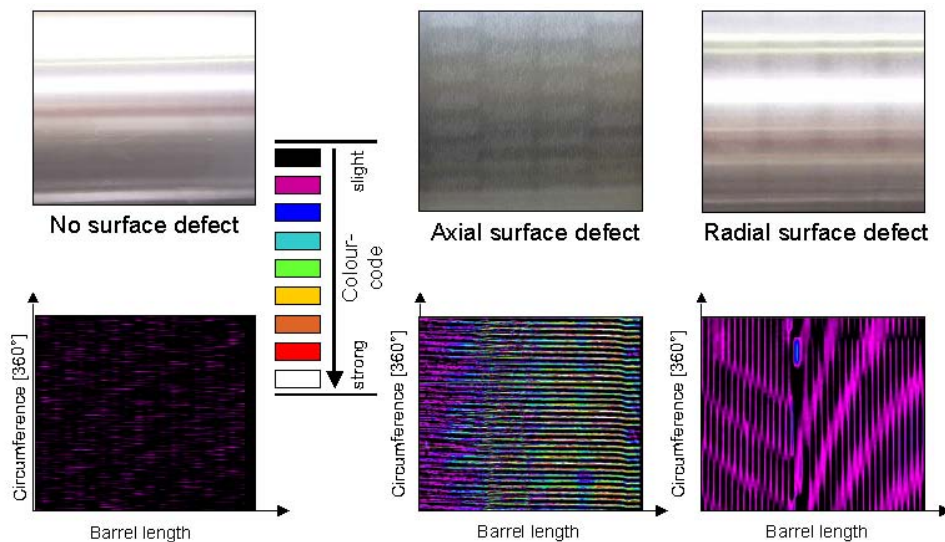 No surface defect
Axial surface defect
Radial surface defect
slight
Colour-
code
strong
Circumference [360°]
Barrel length
Circumference [360°]
Barrel length
Circumference [360°]
Barrel length